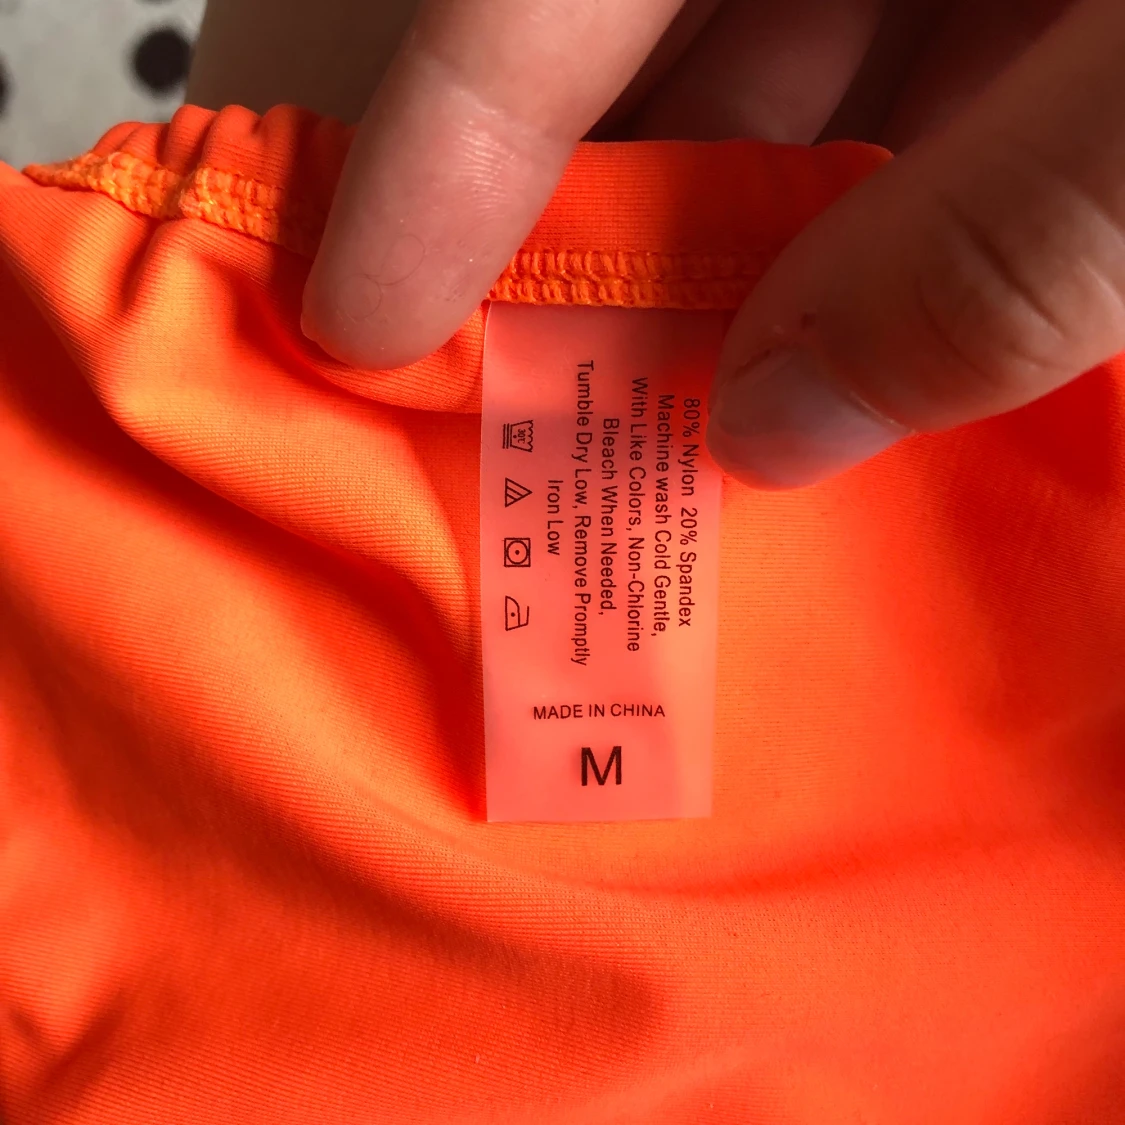 80% Nylon 20% Spandex
Machine wash Cold Gentle,
With Like Colors, Non-Chlorine
Bleach When Needed,
Tumble Dry Low, Remove Promptly
Iron Low
30℃
MADE IN CHINA
M